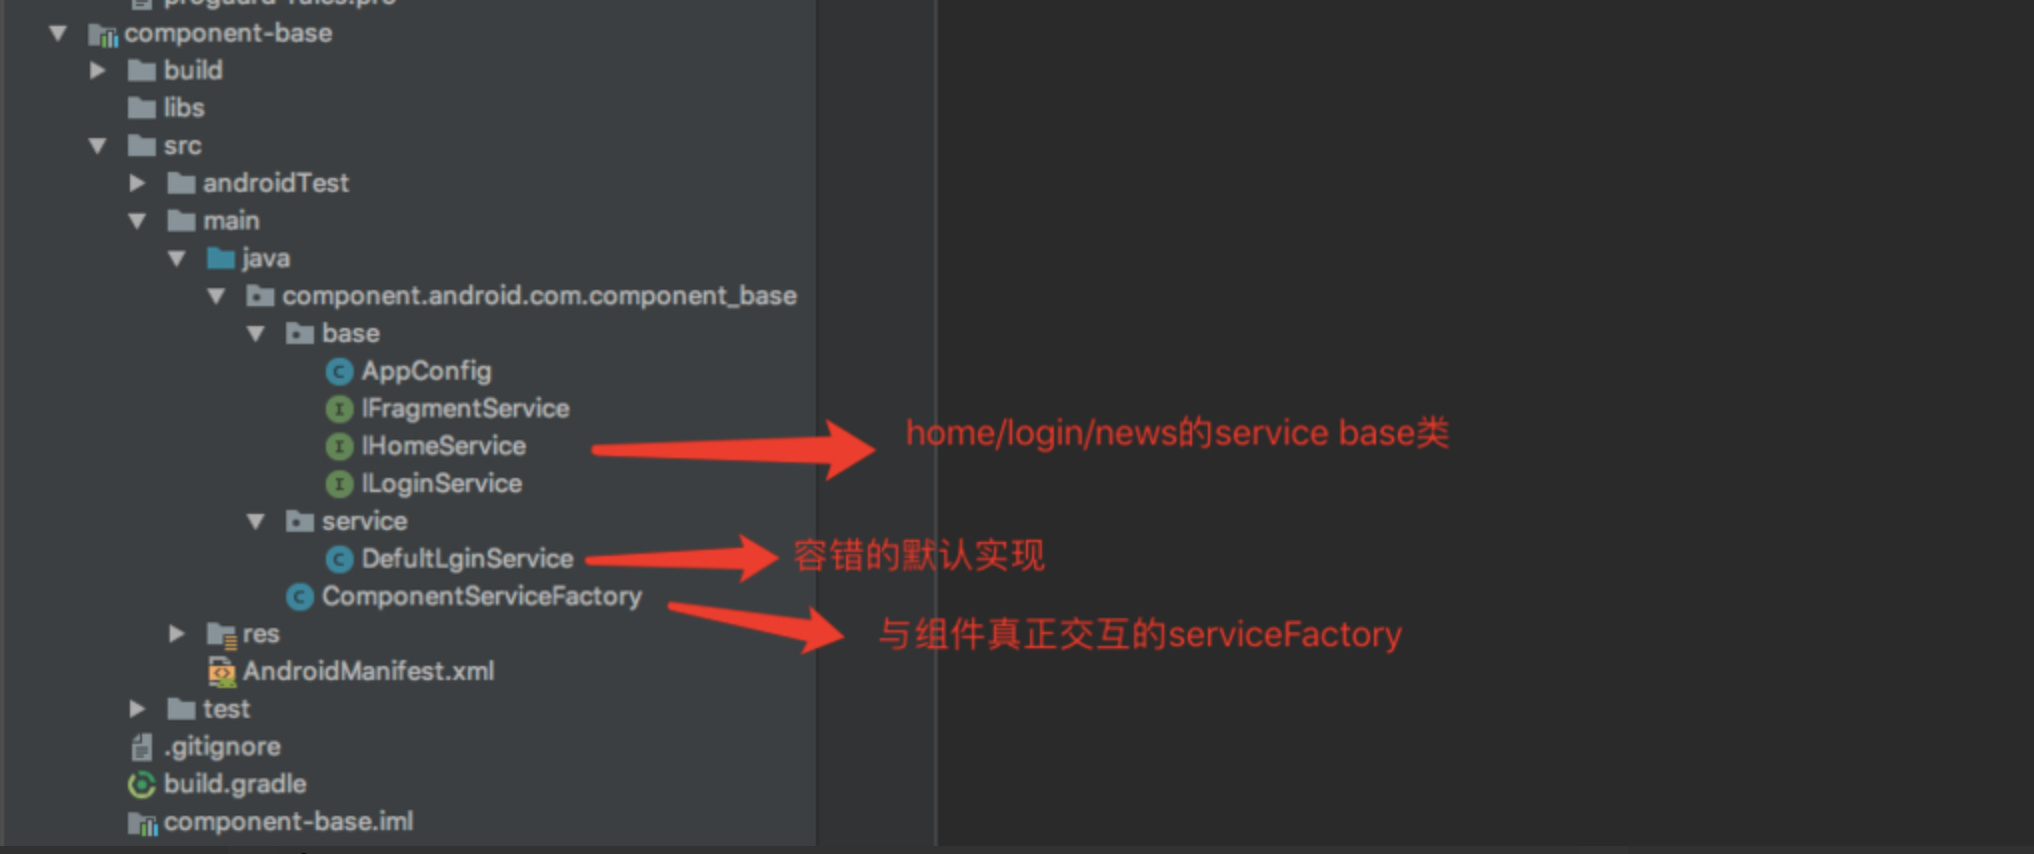 proguard-rules.pro
component-base
build
libs
src
androidTest
main
java
component.android.com.component_base
base
AppConfig
IFragmentService
IHomeService
home/login/news的service base类
ILoginService
service
DefultLginService
容错的默认实现
ComponentServiceFactory
与组件真正交互的serviceFactory
res
AndroidManifest.xml
test
.gitignore
build.gradle
component-base.iml